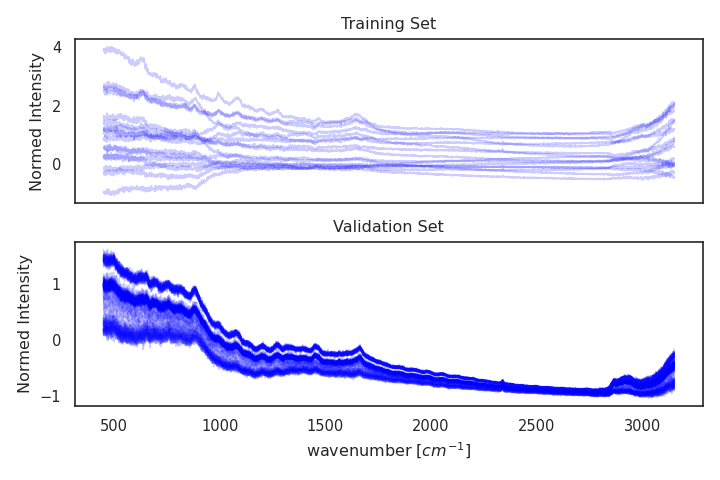 Training Set
Normed Intensity
4
2
0
Validation Set
Normed Intensity
1
0
−1
500 1000 1500 2000 2500 3000
wavenumber [cm⁻¹]